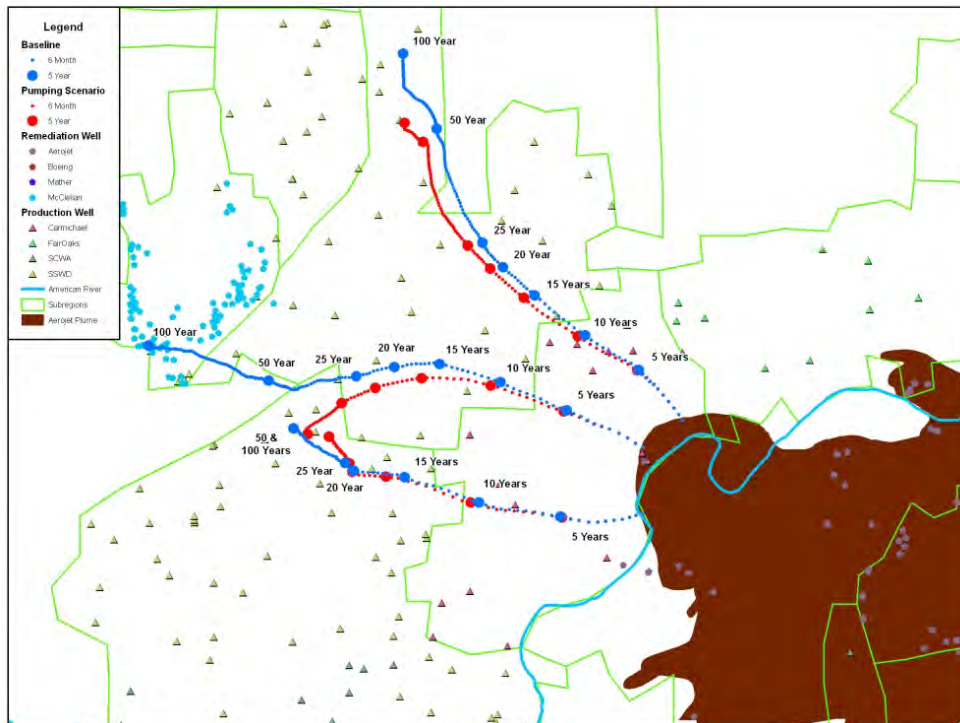 Legend
Baseline
6 Month
5 Year
Pumping Scenario
6 Month
5 Year
Remediation Well
Aerojet
Boeing
Mather
McClellan
Production Well
Carmichael
FairOaks
SCWA
SSWD
American River
Subregions
Aerojet Plume
100 Year
50 Year
25 Year
20 Year
15 Years
10 Years
5 Years
100 Year
50 Year
25 Year
20 Year
15 Years
10 Years
5 Years
50 &
100 Years
25 Year
20 Year
15 Years
10 Years
5 Years